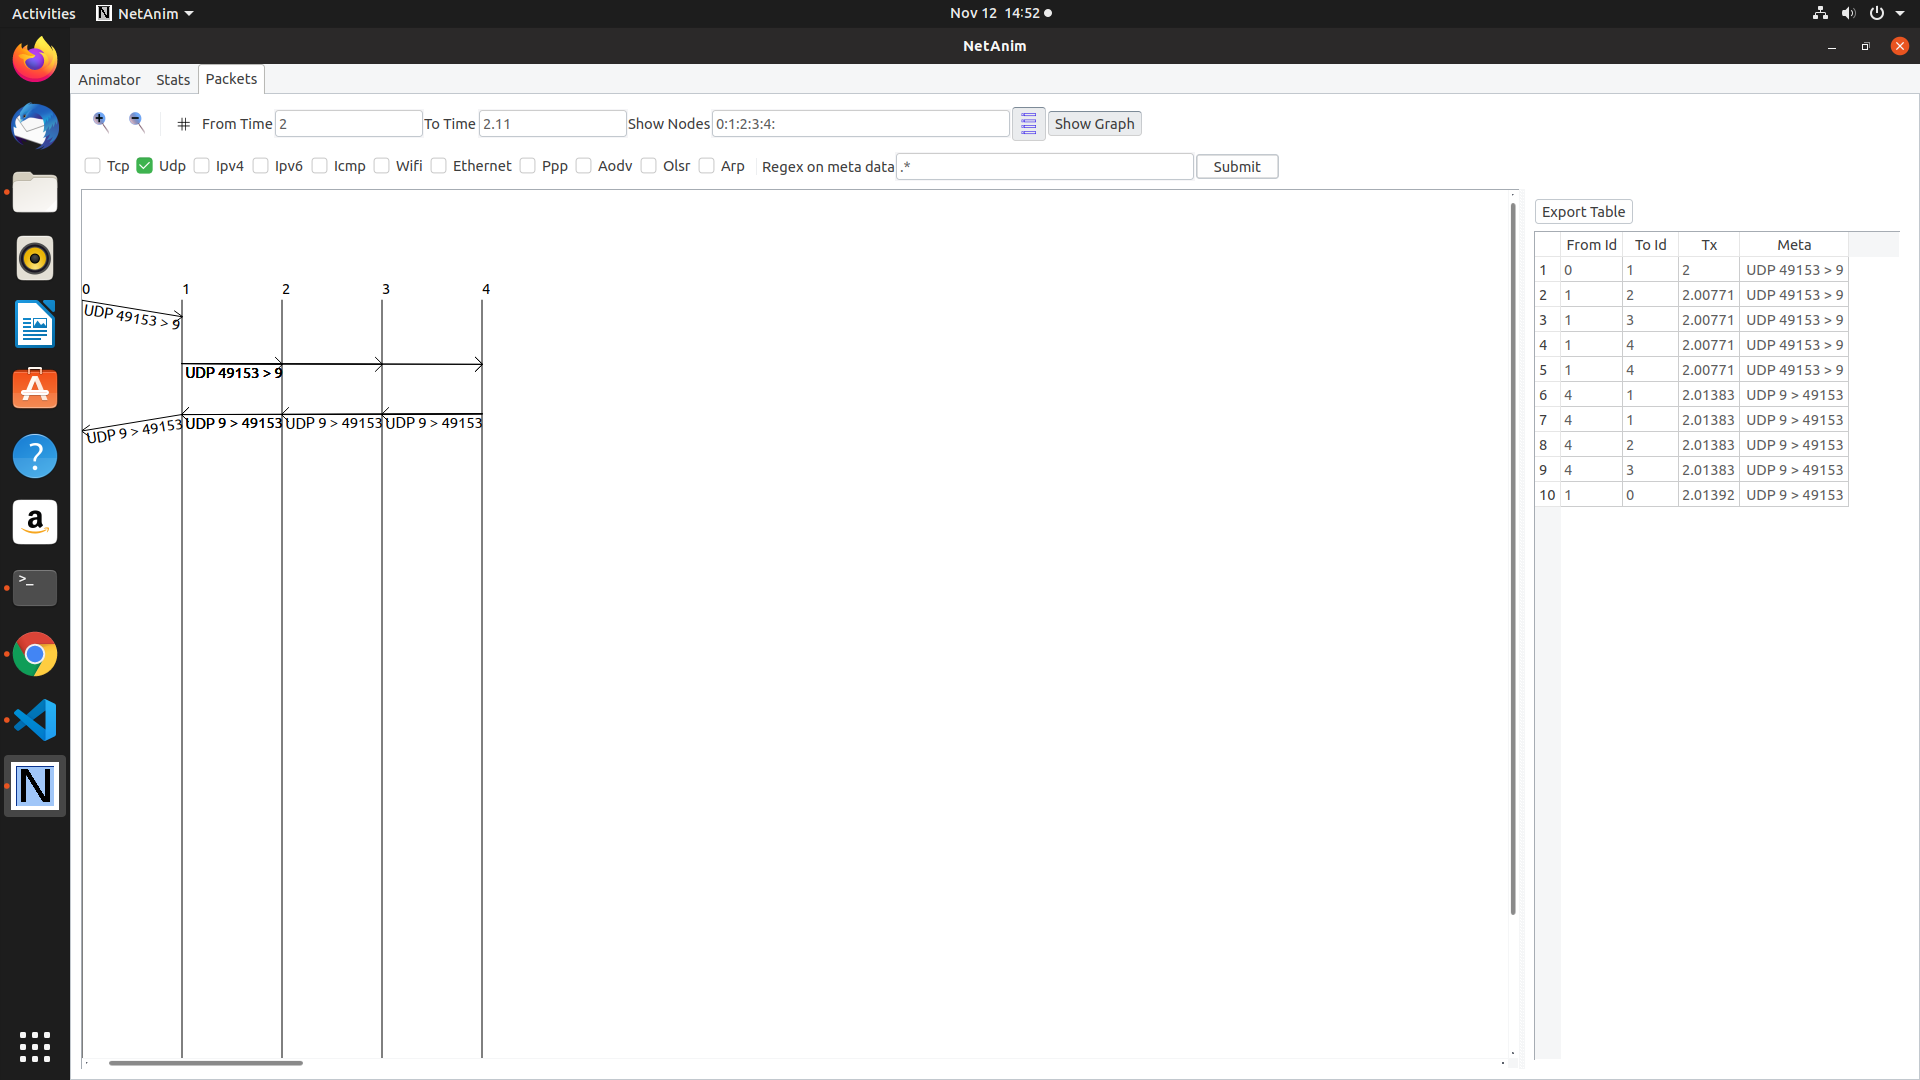 Activities NetAnim Nov 12 14:52
NetAnim
Animator Stats Packets
# From Time 2 To Time 2.11 Show Nodes 0:1:2:3:4: Show Graph
Tcp Udp Ipv4 Ipv6 Icmp Wifi Ethernet Ppp Aodv Olsr Arp Regex on meta data .* Submit
0 1 2 3 4
UDP 49153 > 9
UDP 49153 > 9
UDP 9 > 49153 UDP 9 > 49153 UDP 9 > 49153 UDP 9 > 49153
Export Table
From Id To Id Tx Meta
1 0 1 2 UDP 49153 > 9
2 1 2 2.00771 UDP 49153 > 9
3 1 3 2.00771 UDP 49153 > 9
4 1 4 2.00771 UDP 49153 > 9
5 1 4 2.00771 UDP 49153 > 9
6 4 1 2.01383 UDP 9 > 49153
7 4 1 2.01383 UDP 9 > 49153
8 4 2 2.01383 UDP 9 > 49153
9 4 3 2.01383 UDP 9 > 49153
10 1 0 2.01392 UDP 9 > 49153